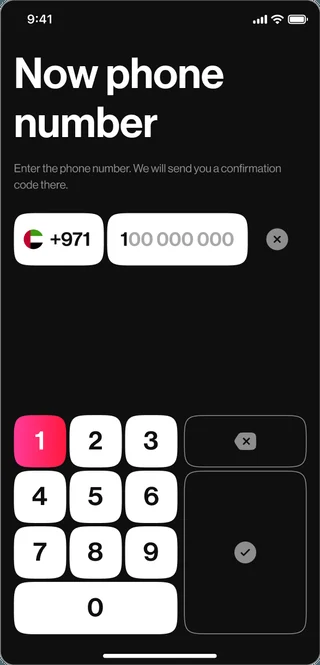 9:41
Now phone
number
Enter the phone number. We will send you a confirmation
code there.
+971 100 000 000
1 2 3
4 5 6
7 8 9
0